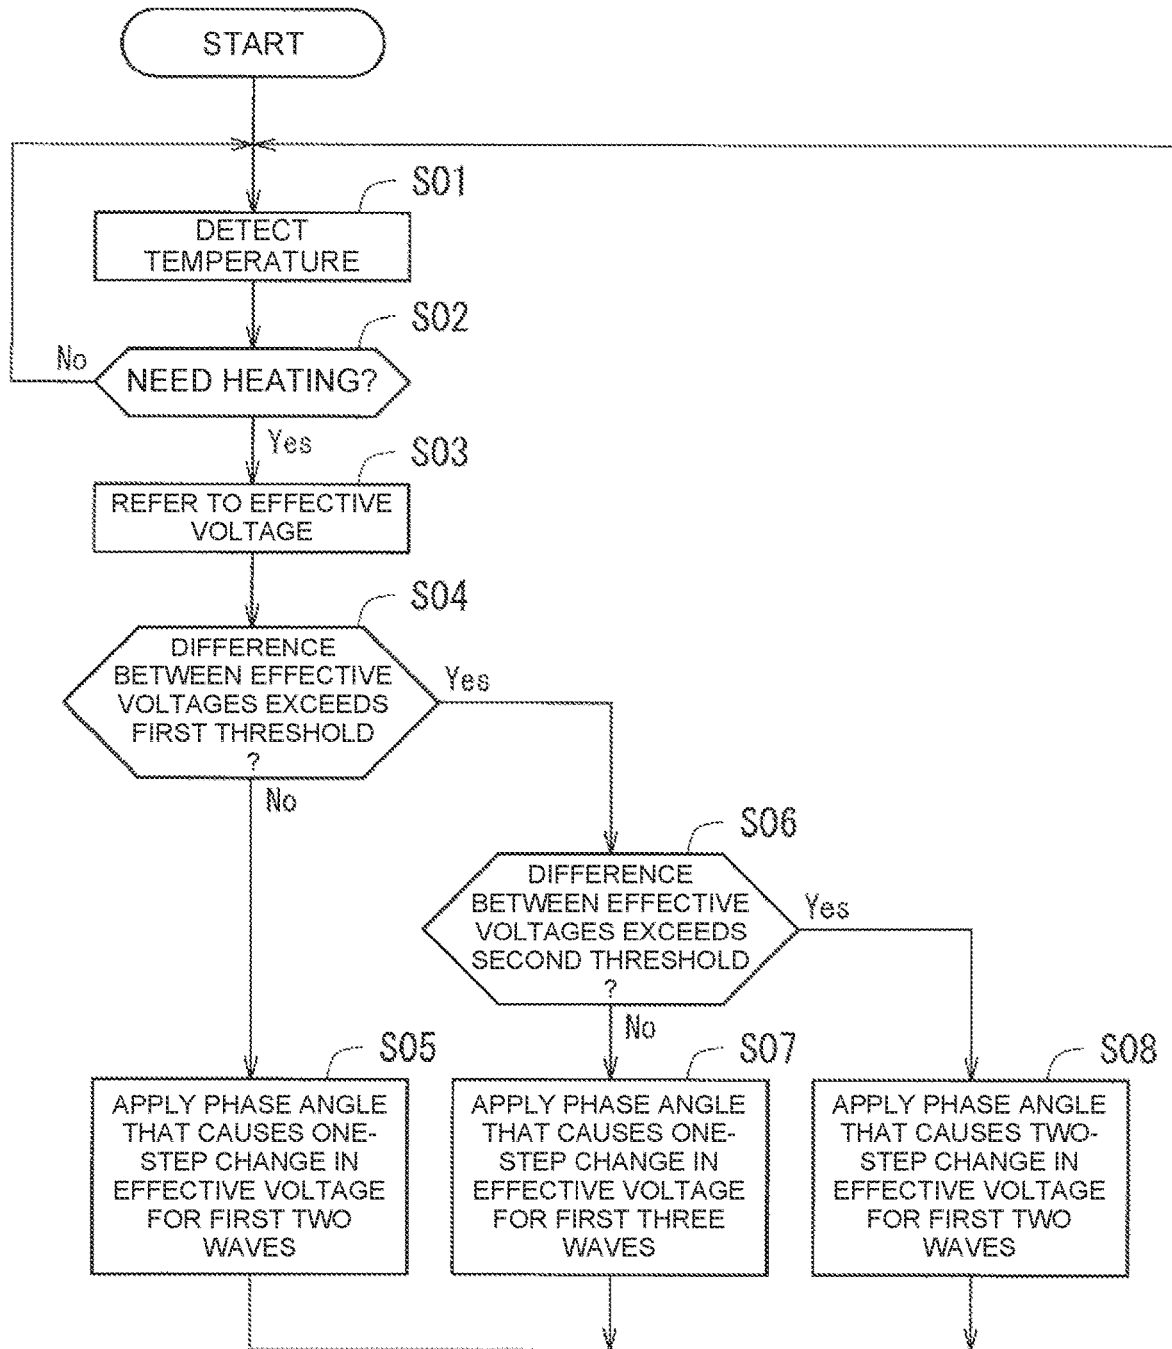 START
S01
DETECT
TEMPERATURE
S02
No
NEED HEATING?
Yes
S03
REFER TO EFFECTIVE
VOLTAGE
S04
DIFFERENCE
BETWEEN EFFECTIVE
VOLTAGES EXCEEDS
FIRST THRESHOLD
?
Yes
No
S06
DIFFERENCE
BETWEEN EFFECTIVE
VOLTAGES EXCEEDS
SECOND THRESHOLD
?
Yes
No
S05
APPLY PHASE ANGLE
THAT CAUSES ONE-
STEP CHANGE IN
EFFECTIVE VOLTAGE
FOR FIRST TWO
WAVES
S07
APPLY PHASE ANGLE
THAT CAUSES ONE-
STEP CHANGE IN
EFFECTIVE VOLTAGE
FOR FIRST THREE
WAVES
S08
APPLY PHASE ANGLE
THAT CAUSES TWO-
STEP CHANGE IN
EFFECTIVE VOLTAGE
FOR FIRST TWO
WAVES